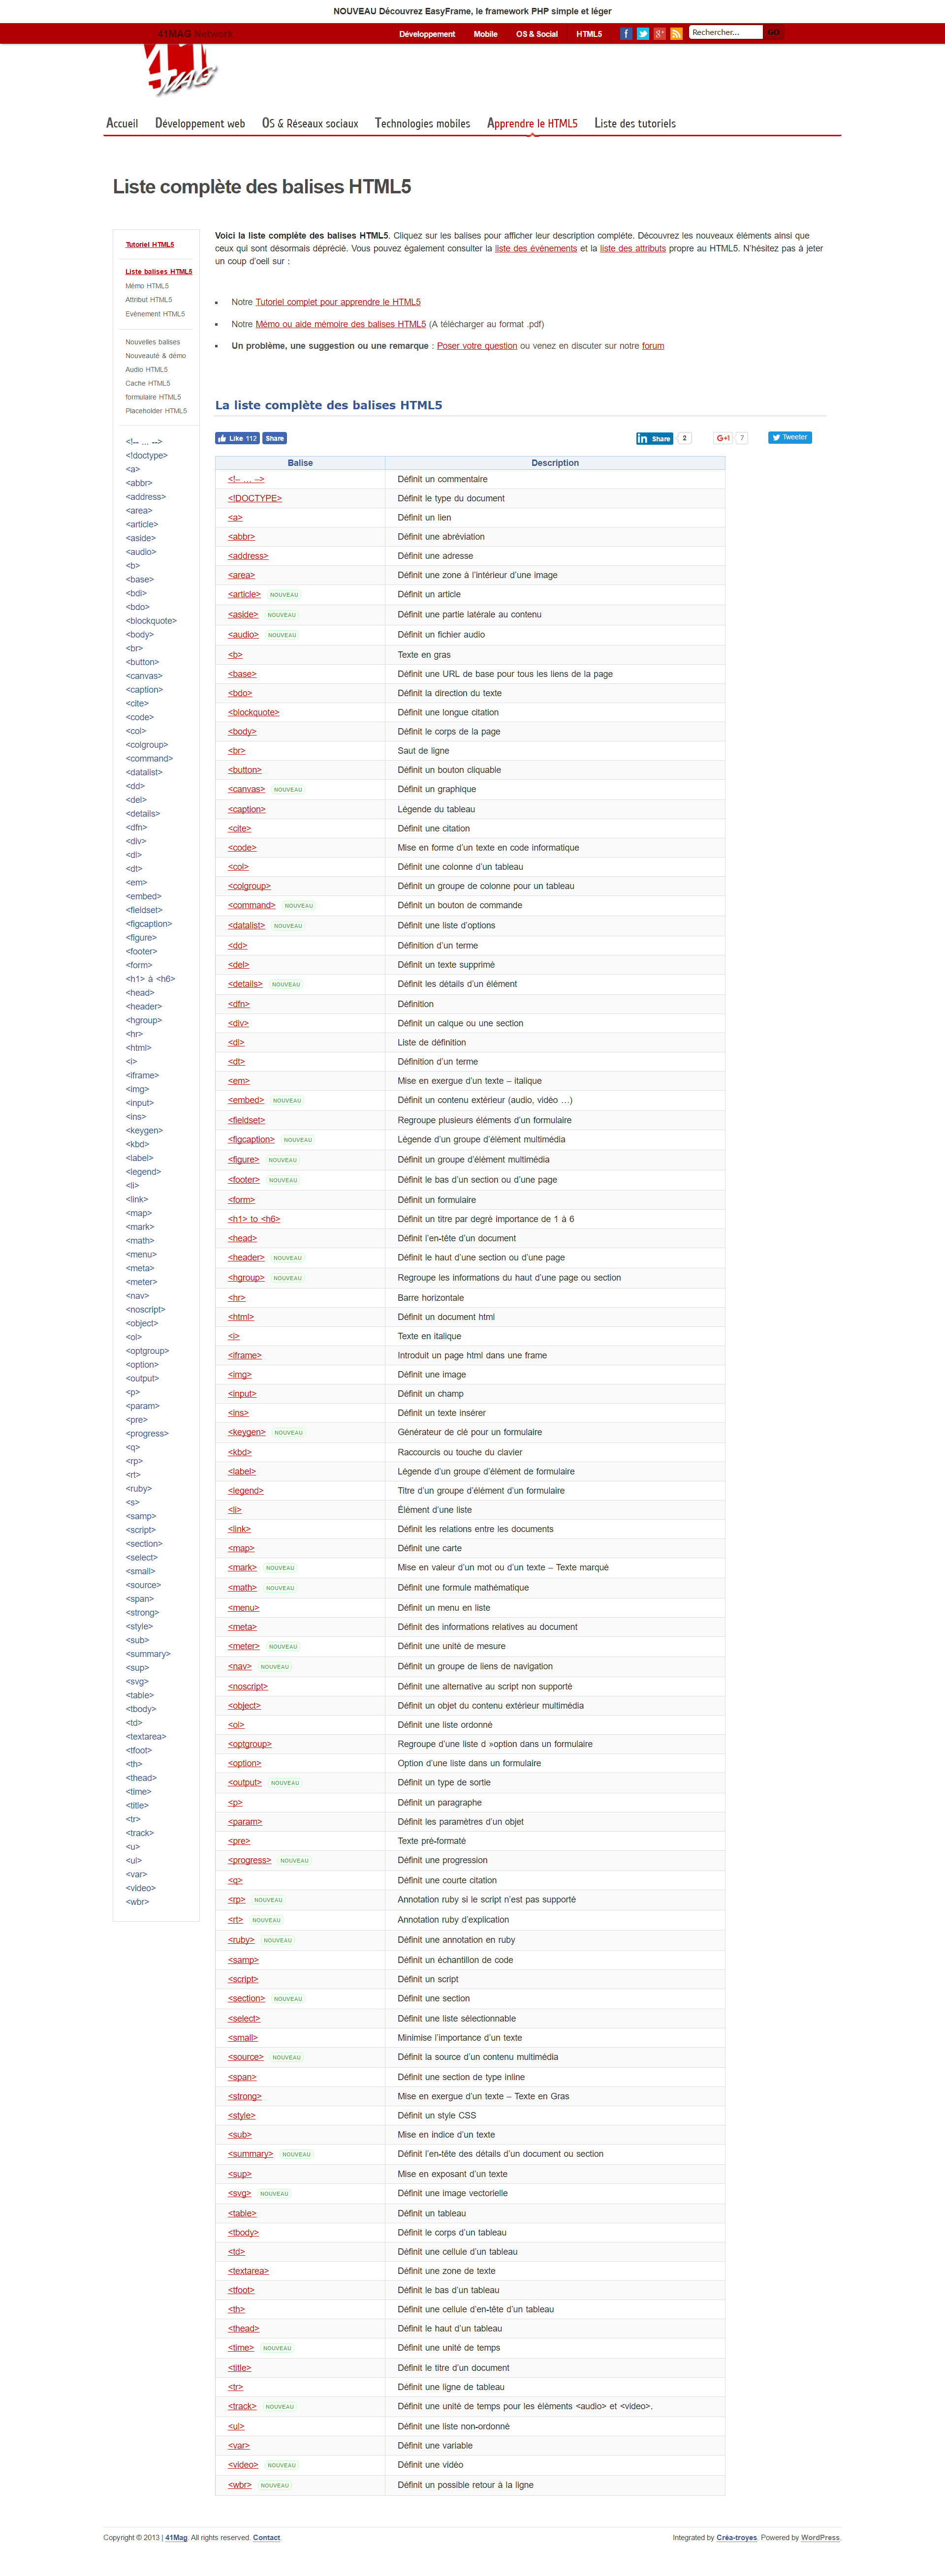 NOUVEAU Découvrez EasyFrame, le framework PHP simple et léger
41MAG Network
Développement Mobile OS & Social HTML5
Rechercher... GO
41 MAG
Accueil Développement web OS & Réseaux sociaux Technologies mobiles Apprendre le HTML5 Liste des tutoriels
Liste complète des balises HTML5
Tutoriel HTML5
Liste balises HTML5
Mémo HTML5
Attribut HTML5
Evènement HTML5
Nouvelles balises
Nouveauté & démo
Audio HTML5
Cache HTML5
formulaire HTML5
Placeholder HTML5
<!-- ... -->
<!doctype>
<a>
<abbr>
<address>
<area>
<article>
<aside>
<audio>
<b>
<base>
<bdi>
<bdo>
<blockquote>
<body>
<br>
<button>
<canvas>
<caption>
<cite>
<code>
<col>
<colgroup>
<command>
<datalist>
<dd>
<del>
<details>
<dfn>
<div>
<dl>
<dt>
<em>
<embed>
<fieldset>
<figcaption>
<figure>
<footer>
<form>
<h1> à <h6>
<head>
<header>
<hgroup>
<hr>
<html>
<i>
<iframe>
<img>
<input>
<ins>
<keygen>
<kbd>
<label>
<legend>
<li>
<link>
<map>
<mark>
<math>
<menu>
<meta>
<meter>
<nav>
<noscript>
<object>
<ol>
<optgroup>
<option>
<output>
<p>
<param>
<pre>
<progress>
<q>
<rp>
<rt>
<ruby>
<s>
<samp>
<script>
<section>
<select>
<small>
<source>
<span>
<strong>
<style>
<sub>
<summary>
<sup>
<svg>
<table>
<tbody>
<td>
<textarea>
<tfoot>
<th>
<thead>
<time>
<title>
<tr>
<track>
<u>
<ul>
<var>
<video>
<wbr>
Voici la liste complète des balises HTML5. Cliquez sur les balises pour afficher leur description complète. Découvrez les nouveaux éléments ainsi que
ceux qui sont désormais déprécié. Vous pouvez également consulter la liste des évènements et la liste des attributs propre au HTML5. N'hésitez pas à jeter
un coup d'oeil sur :
Notre Tutoriel complet pour apprendre le HTML5
Notre Mémo ou aide mémoire des balises HTML5 (A télécharger au format .pdf)
Un problème, une suggestion ou une remarque : Poser votre question ou venez en discuter sur notre forum
La liste complète des balises HTML5
Like 112 Share Share 2 G+1 7 Tweeter
Balise Description
<!– … –> Définit un commentaire
<!DOCTYPE> Définit le type du document
<a> Définit un lien
<abbr> Définit une abréviation
<address> Définit une adresse
<area> Définit une zone à l'intérieur d'une image
<article> NOUVEAU Définit un article
<aside> NOUVEAU Définit une partie latérale au contenu
<audio> NOUVEAU Définit un fichier audio
<b> Texte en gras
<base> Définit une URL de base pour tous les liens de la page
<bdo> Définit la direction du texte
<blockquote> Définit une longue citation
<body> Définit le corps de la page
<br> Saut de ligne
<button> Définit un bouton cliquable
<canvas> NOUVEAU Définit un graphique
<caption> Légende du tableau
<cite> Définit une citation
<code> Mise en forme d'un texte en code informatique
<col> Définit une colonne d'un tableau
<colgroup> Définit un groupe de colonne pour un tableau
<command> NOUVEAU Définit un bouton de commande
<datalist> NOUVEAU Définit une liste d'options
<dd> Définition d'un terme
<del> Définit un texte supprimé
<details> NOUVEAU Définit les détails d'un élément
<dfn> Définition
<div> Définit un calque ou une section
<dl> Liste de définition
<dt> Définition d'un terme
<em> Mise en exergue d'un texte – italique
<embed> NOUVEAU Définit un contenu extérieur (audio, vidéo …)
<fieldset> Regroupe plusieurs éléments d'un formulaire
<figcaption> NOUVEAU Légende d'un groupe d'élément multimédia
<figure> NOUVEAU Définit un groupe d'élément multimédia
<footer> NOUVEAU Définit le bas d'un section ou d'une page
<form> Définit un formulaire
<h1> to <h6> Définit un titre par degré importance de 1 à 6
<head> Définit l'en-tête d'un document
<header> NOUVEAU Définit le haut d'une section ou d'une page
<hgroup> NOUVEAU Regroupe les informations du haut d'une page ou section
<hr> Barre horizontale
<html> Définit un document html
<i> Texte en italique
<iframe> Introduit un page html dans une frame
<img> Définit une image
<input> Définit un champ
<ins> Définit un texte insérer
<keygen> NOUVEAU Générateur de clé pour un formulaire
<kbd> Raccourcis ou touche du clavier
<label> Légende d'un groupe d'élément de formulaire
<legend> Titre d'un groupe d'élément d'un formulaire
<li> Élément d'une liste
<link> Définit les relations entre les documents
<map> Définit une carte
<mark> NOUVEAU Mise en valeur d'un mot ou d'un texte – Texte marqué
<math> NOUVEAU Définit une formule mathématique
<menu> Définit un menu en liste
<meta> Définit des informations relatives au document
<meter> NOUVEAU Définit une unité de mesure
<nav> NOUVEAU Définit un groupe de liens de navigation
<noscript> Définit une alternative au script non supporté
<object> Définit un objet du contenu extérieur multimédia
<ol> Définit une liste ordonné
<optgroup> Regroupe d'une liste d »option dans un formulaire
<option> Option d'une liste dans un formulaire
<output> NOUVEAU Définit un type de sortie
<p> Définit un paragraphe
<param> Définit les paramètres d'un objet
<pre> Texte pré-formaté
<progress> NOUVEAU Définit une progression
<q> Définit une courte citation
<rp> NOUVEAU Annotation ruby si le script n'est pas supporté
<rt> NOUVEAU Annotation ruby d'explication
<ruby> NOUVEAU Définit une annotation en ruby
<samp> Définit un échantillon de code
<script> Définit un script
<section> NOUVEAU Définit une section
<select> Définit une liste sélectionnable
<small> Minimise l'importance d'un texte
<source> NOUVEAU Définit la source d'un contenu multimédia
<span> Définit une section de type inline
<strong> Mise en exergue d'un texte – Texte en Gras
<style> Définit un style CSS
<sub> Mise en indice d'un texte
<summary> NOUVEAU Définit l'en-tête des détails d'un document ou section
<sup> Mise en exposant d'un texte
<svg> NOUVEAU Définit une image vectorielle
<table> Définit un tableau
<tbody> Définit le corps d'un tableau
<td> Définit une cellule d'un tableau
<textarea> Définit une zone de texte
<tfoot> Définit le bas d'un tableau
<th> Définit une cellule d'en-tête d'un tableau
<thead> Définit le haut d'un tableau
<time> NOUVEAU Définit une unité de temps
<title> Définit le titre d'un document
<tr> Définit une ligne de tableau
<track> NOUVEAU Définit une unité de temps pour les éléments <audio> et <video>.
<ul> Définit une liste non-ordonné
<var> Définit une variable
<video> NOUVEAU Définit une vidéo
<wbr> NOUVEAU Définit un possible retour à la ligne
Copyright © 2013 | 41Mag. All rights reserved. Contact. Integrated by Créa-troyes. Powered by WordPress.